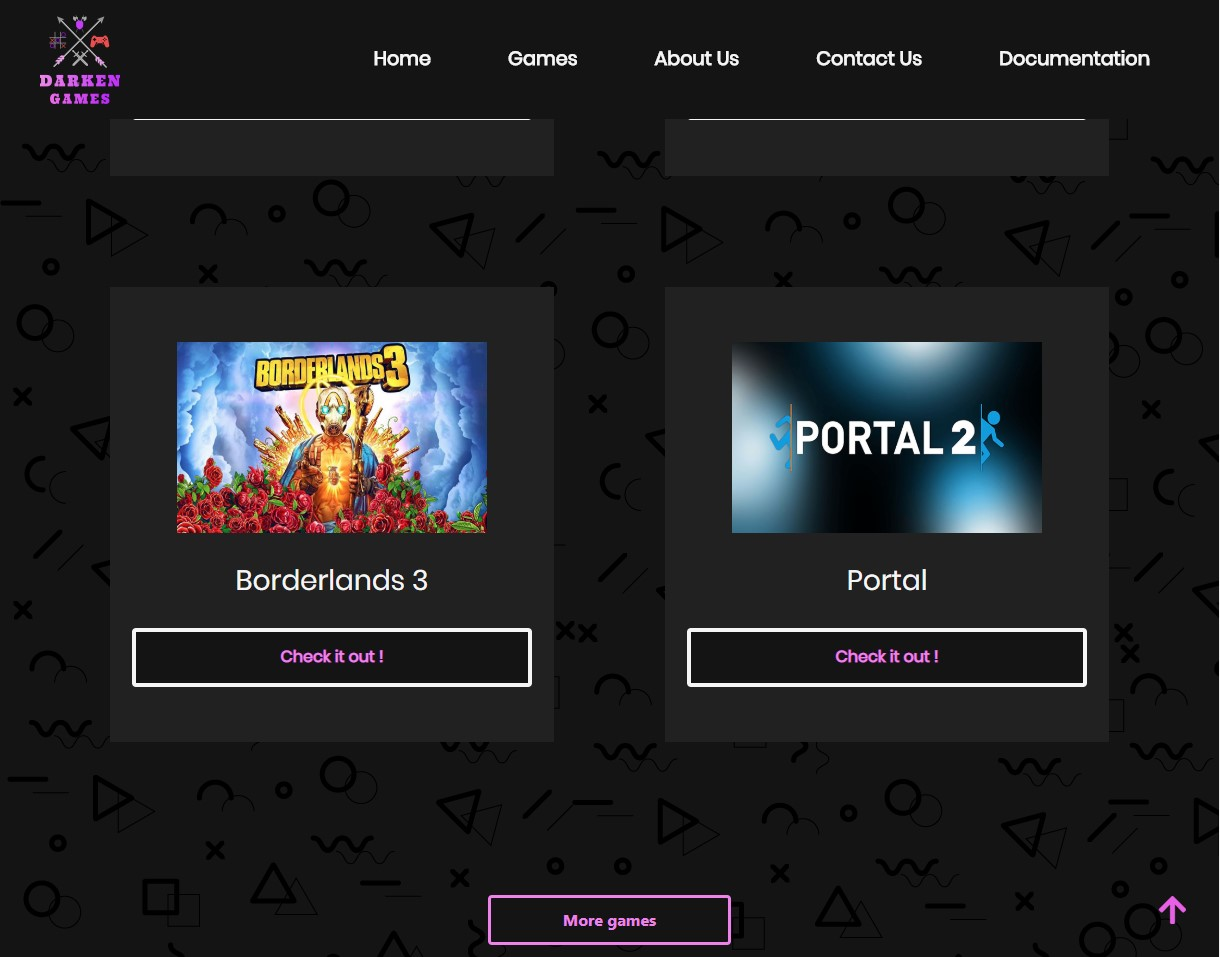 DARKEN
GAMES
Home
Games
About Us
Contact Us
Documentation
BORDERLANDS 3
PORTAL 2
Borderlands 3
Portal
Check it out !
Check it out !
More games